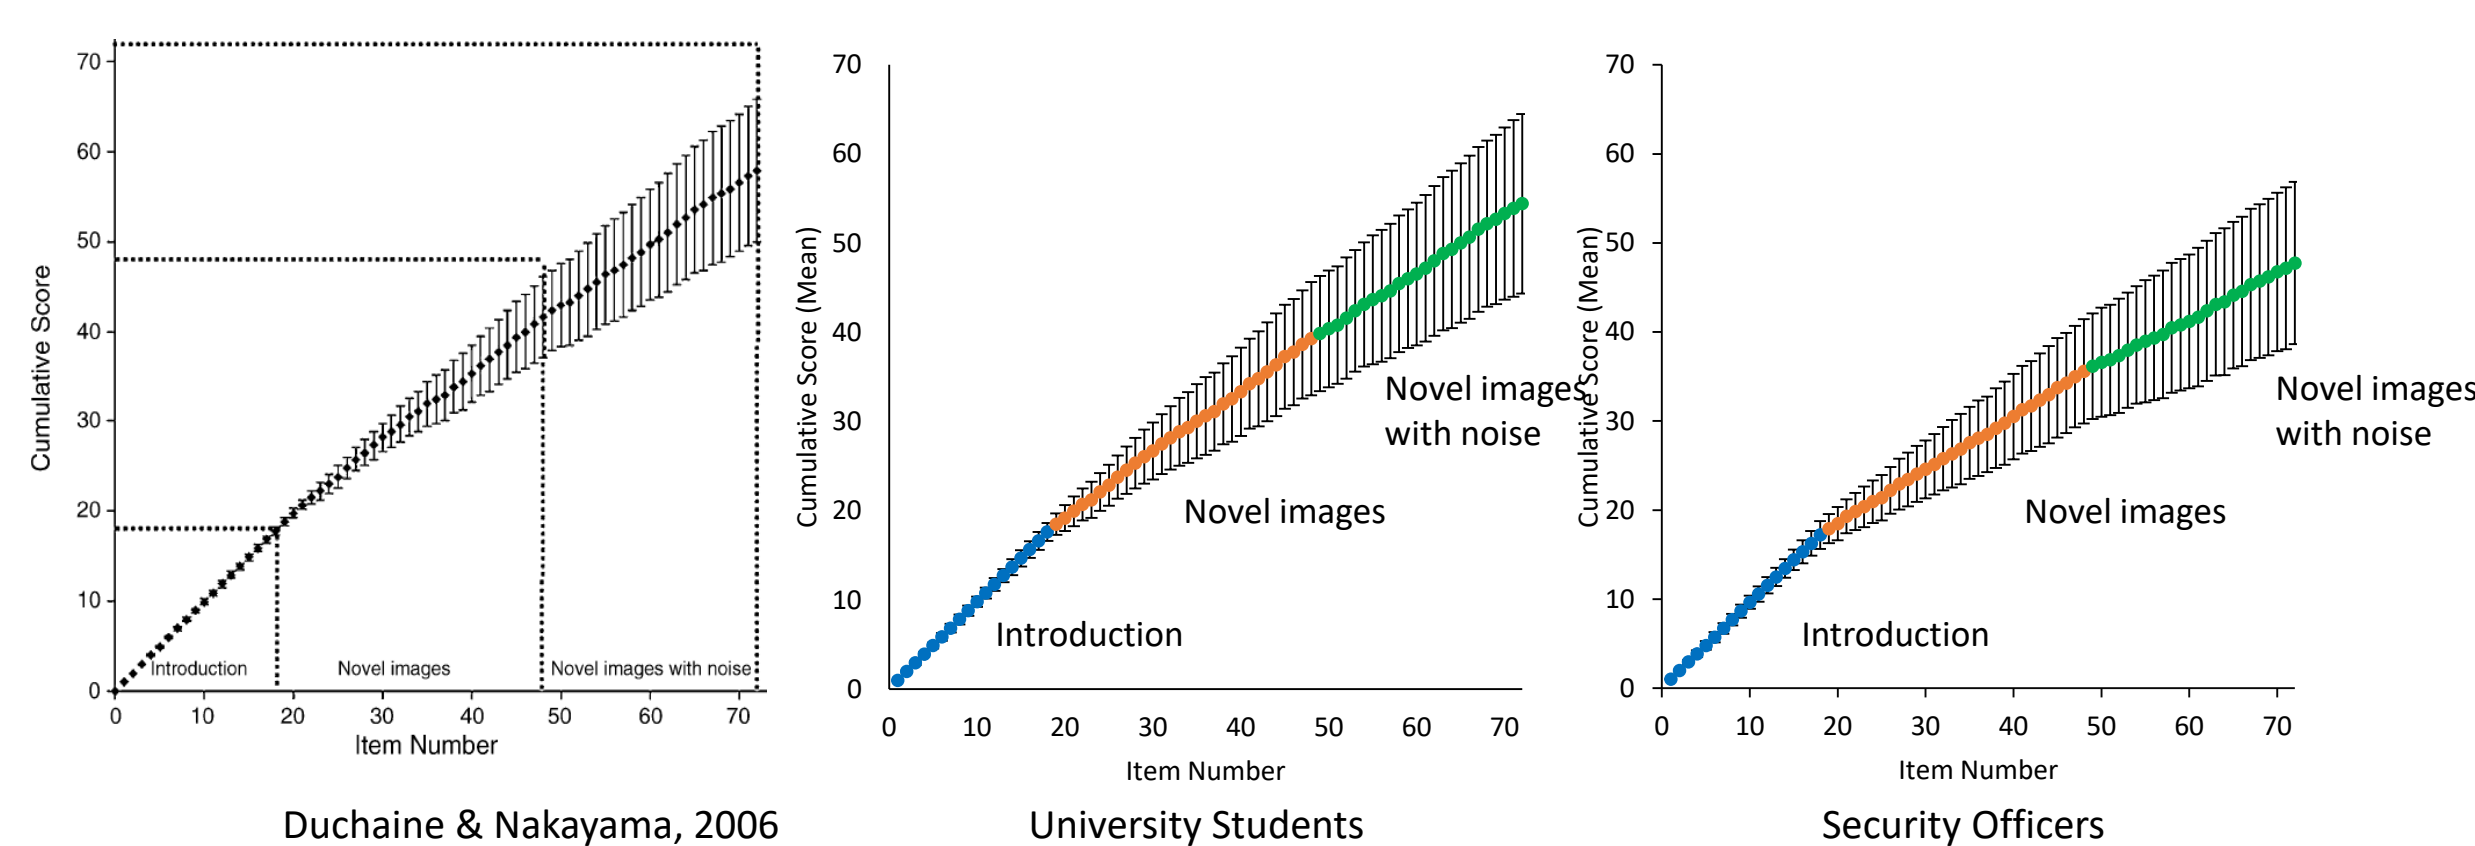 70
60
50
40
30
20
10
0
0 10 20 30 40 50 60 70
Cumulative Score
Introduction
Novel images
Novel images with noise
Item Number
Duchaine & Nakayama, 2006
70
60
50
40
30
20
10
0
0 10 20 30 40 50 60 70
Cumulative Score (Mean)
Novel images
with noise
Novel images
Introduction
Item Number
University Students
70
60
50
40
30
20
10
0
0 10 20 30 40 50 60 70
Cumulative Score (Mean)
Novel images
with noise
Novel images
Introduction
Item Number
Security Officers